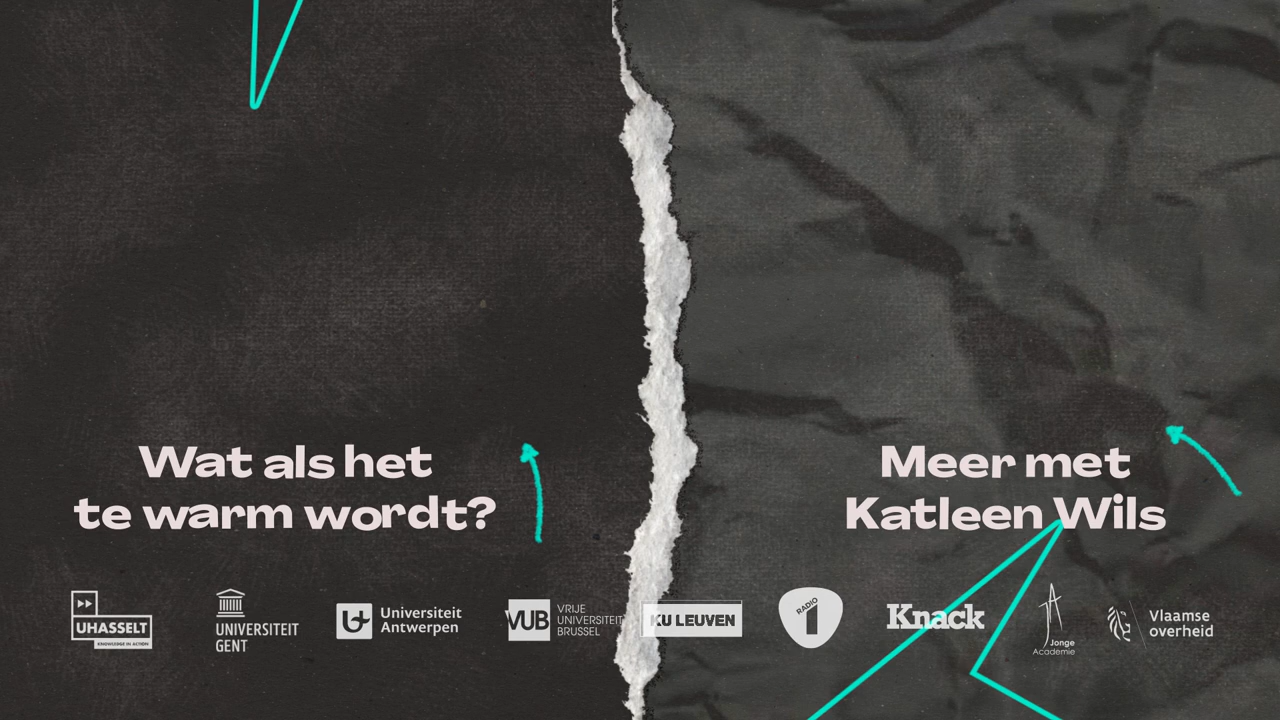 Wat als het
te warm wordt?
Meer met
Katleen Wils
UHASSELT
KNOWLEDGE IN ACTION
UNIVERSITEIT
GENT
U
Universiteit
Antwerpen
VUB
VRIJE
UNIVERSITEIT
BRUSSEL
KU LEUVEN
RADIO
1
Knack
JA
Jonge
Academie
Vlaamse
overheid